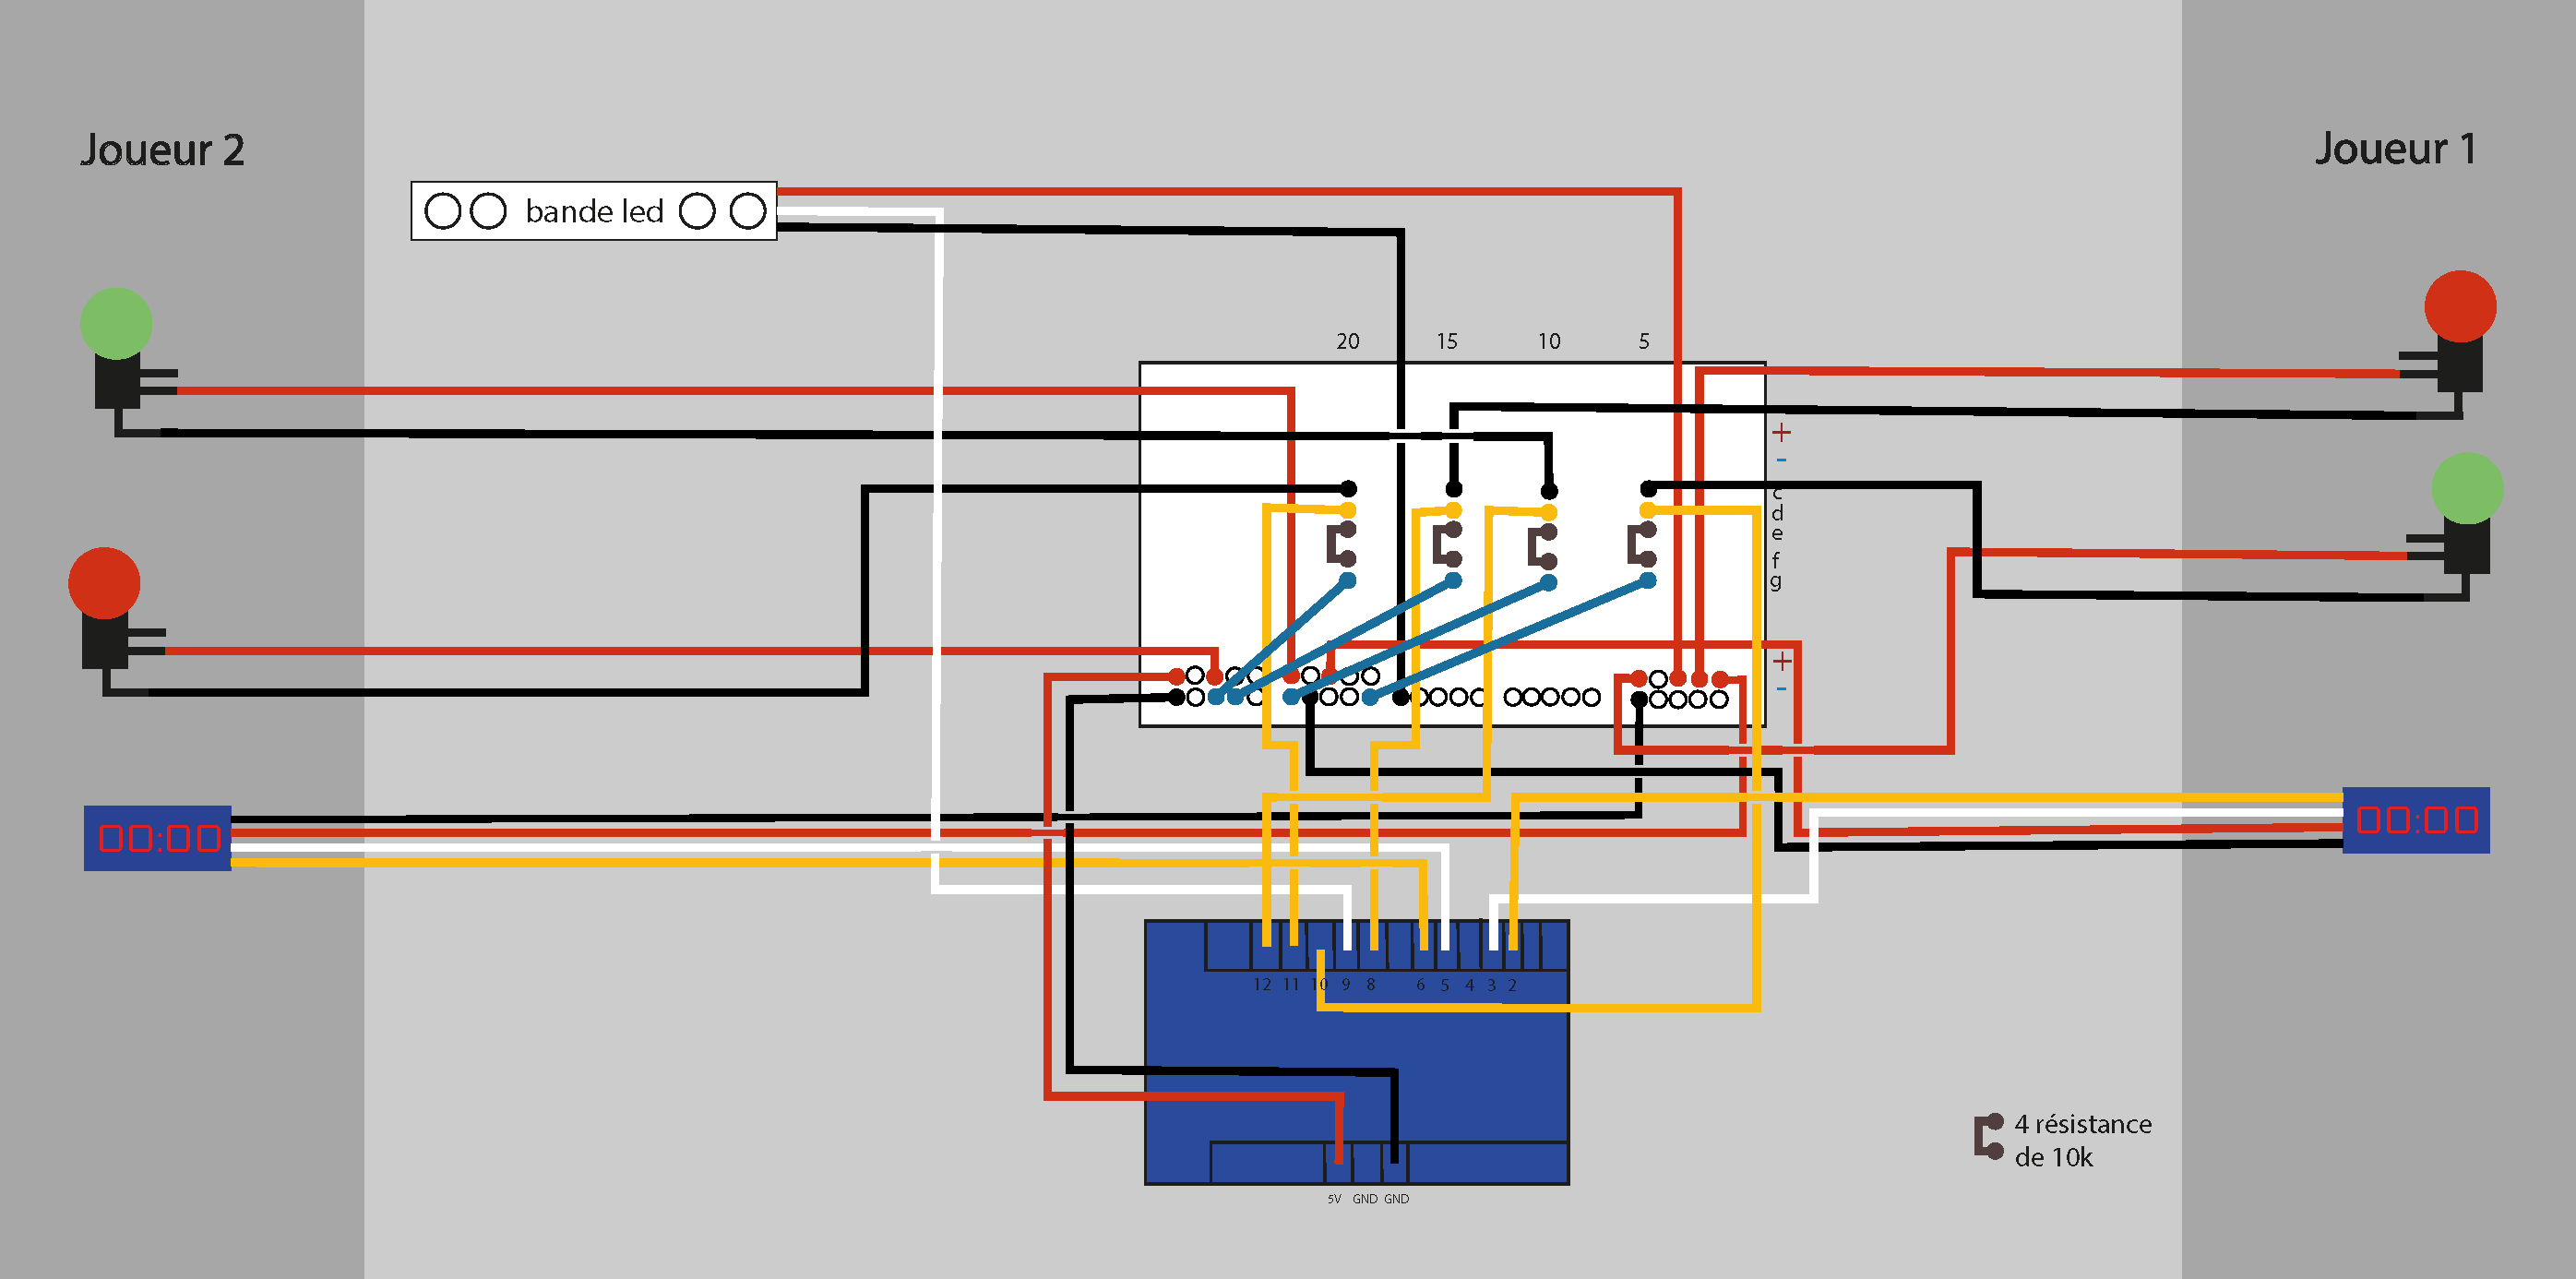 Joueur 2
Joueur 1
bande led
20 15 10 5
+
-
c
d
e
f
g
+
-
00:00
00:00
12 11 10 9 8 6 5 4 3 2
4 résistance
de 10k
5V GND GND